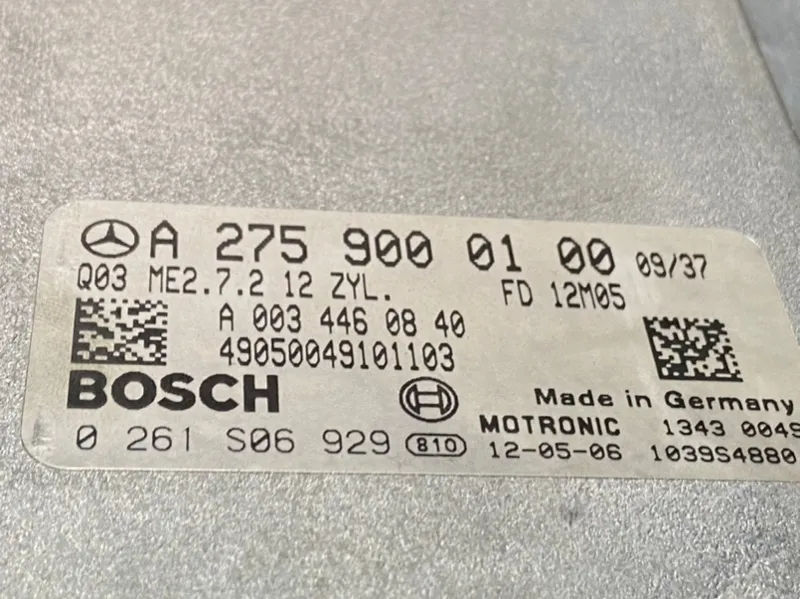 A 275 900 01 00 09/37
Q03 ME2.7.2 12 ZYL. FD 12M05
A 003 446 08 40
49050049101103
BOSCH Made in Germany
MOTRONIC 1343 0049
0 261 S06 929 810 12-05-06 1039S4880